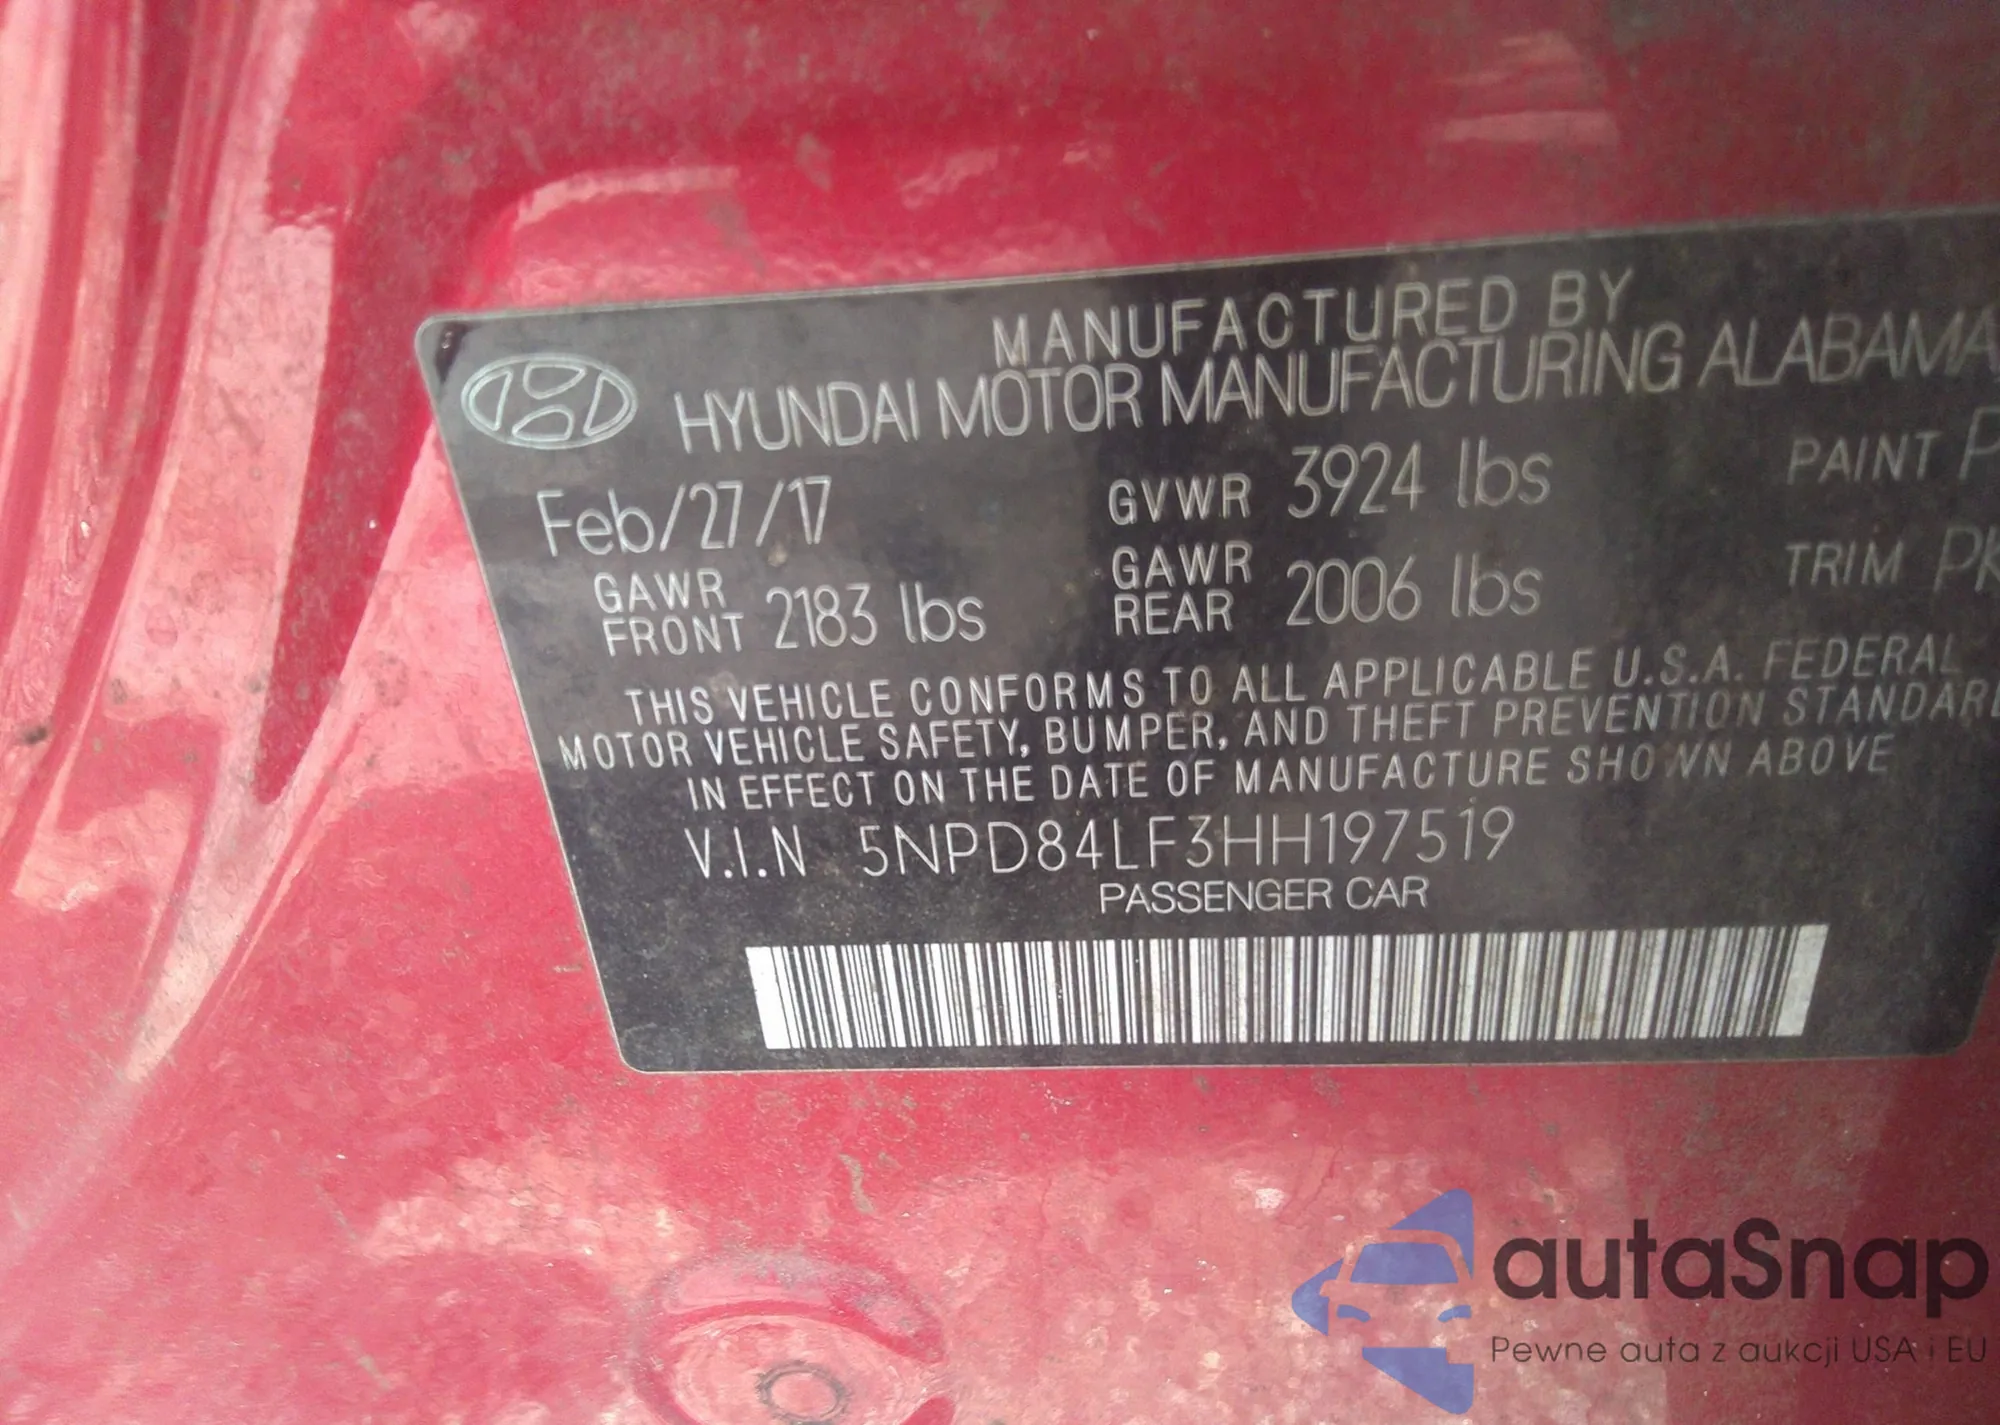 MANUFACTURED BY
HYUNDAI MOTOR MANUFACTURING ALABAMA
Feb/27/17 GVWR 3924 lbs PAINT P
GAWR FRONT 2183 lbs GAWR REAR 2006 lbs TRIM PK
THIS VEHICLE CONFORMS TO ALL APPLICABLE U.S.A. FEDERAL
MOTOR VEHICLE SAFETY, BUMPER, AND THEFT PREVENTION STANDARD
IN EFFECT ON THE DATE OF MANUFACTURE SHOWN ABOVE
V.I.N 5NPD84LF3HH197519
PASSENGER CAR
autaSnap
Pewne auta z aukcji USA i EU